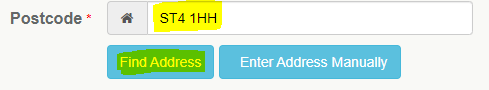 Postcode * ST4 1HH
Find Address Enter Address Manually